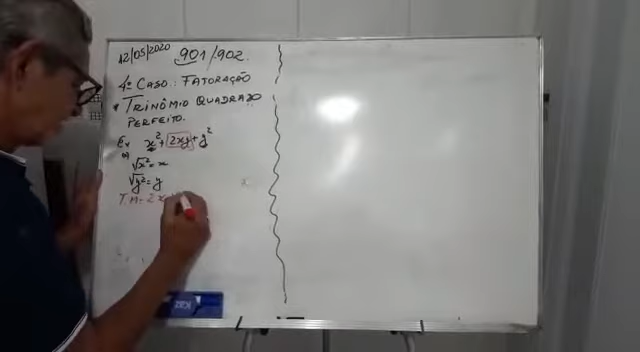 12/05/2020 901/902
4º CASO: FATORAÇÃO
* TRINÔMIO QUADRADO
PERFEITO.
Ex x² + 2xy + y²
a)
√x² = x
√y² = y
T.M = 2x